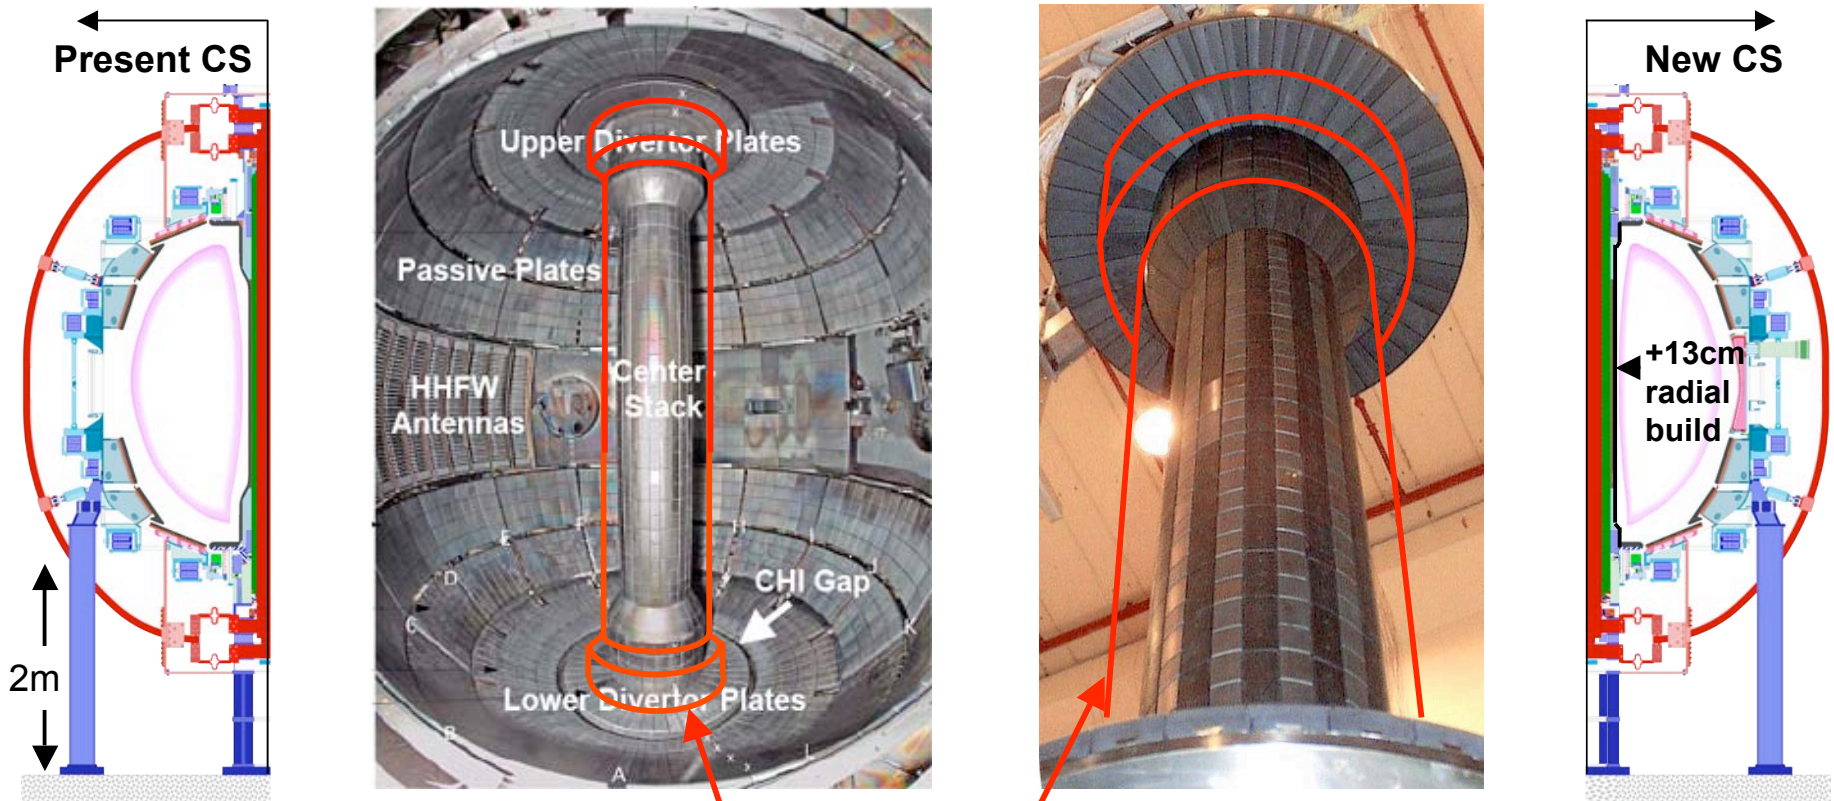 Present CS
2m
Upper Divertor Plates
Passive Plates
HHFW
Antennas
Center
Stack
CHI Gap
Lower Divertor Plates
A
B
C
D
E
H
I
J
K
L
New CS
+13cm
radial
build